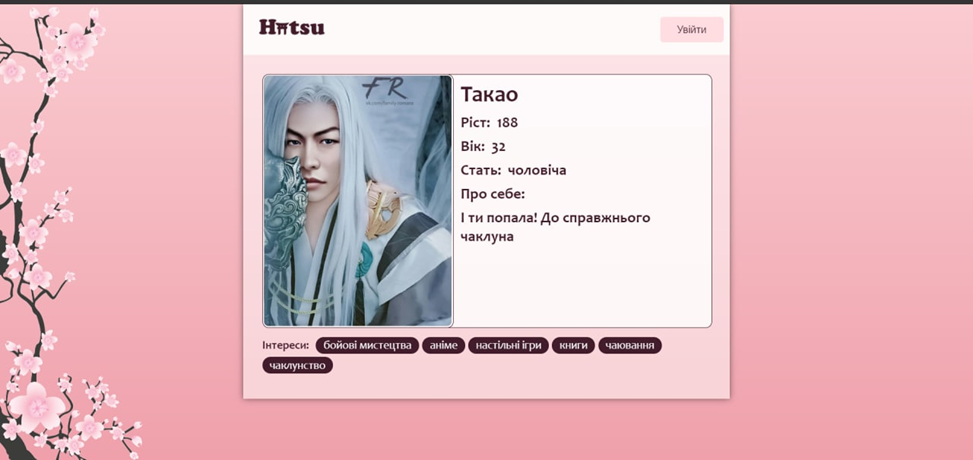 Hatsu
Увійти
FR
Такао
Ріст: 188
Вік: 32
Стать: чоловіча
Про себе:
І ти попала! До справжнього
чаклуна
Інтереси: бойові мистецтва аніме настільні ігри книги чаювання
чаклунство